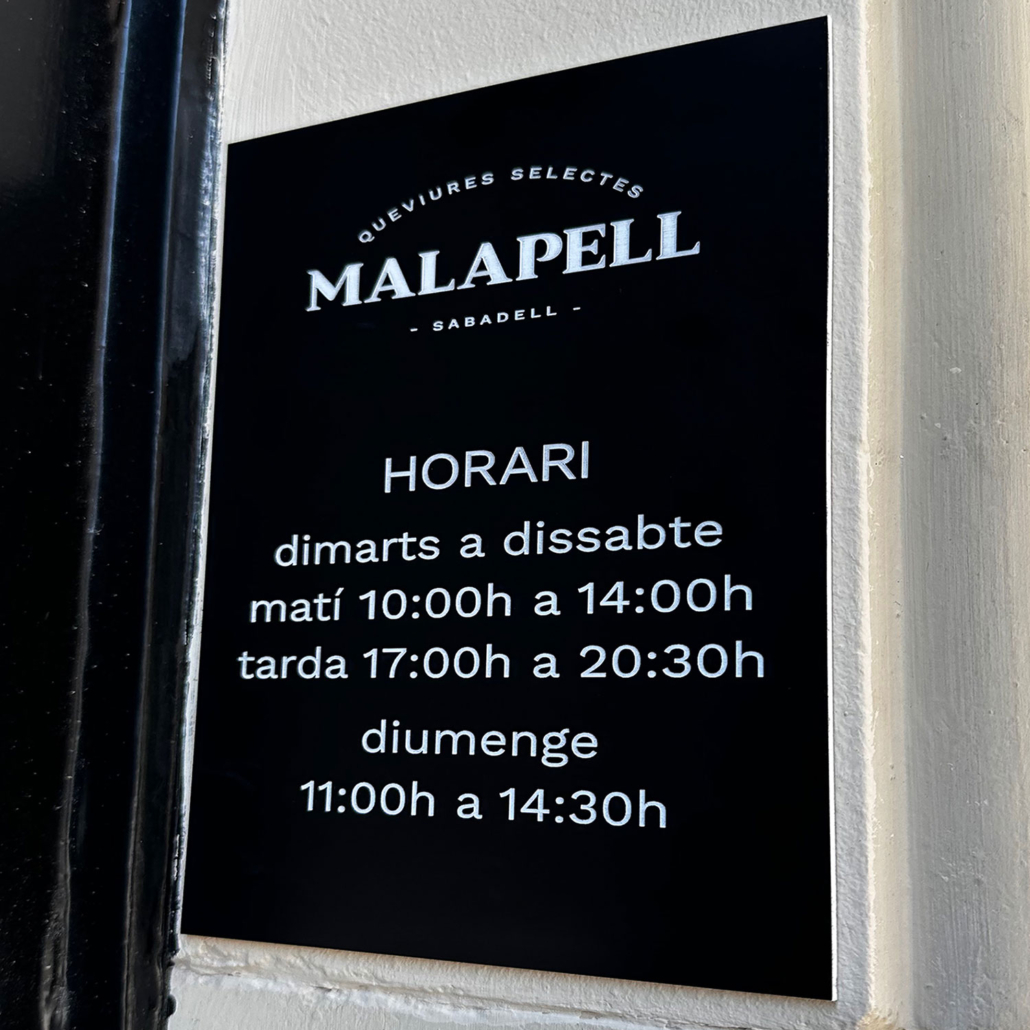 QUEVIURES SELECTES
MALAPELL
- SABADELL -
HORARI
dimarts a dissabte
matí 10:00h a 14:00h
tarda 17:00h a 20:30h
diumenge
11:00h a 14:30h